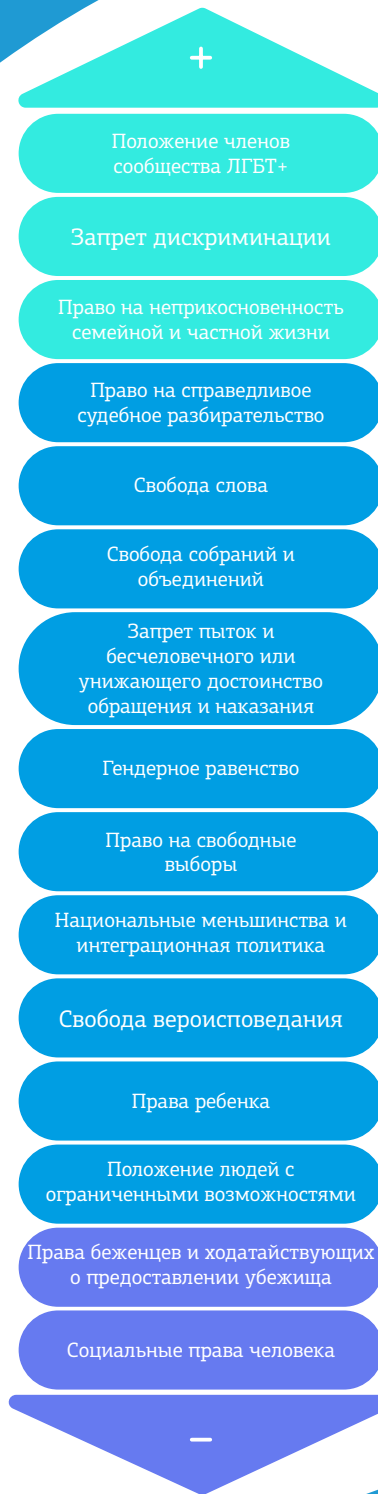 +
Положение членов
сообщества ЛГБТ+
Запрет дискриминации
Право на неприкосновенность
семейной и частной жизни
Право на справедливое
судебное разбирательство
Свобода слова
Свобода собраний и
объединений
Запрет пыток и
бесчеловечного или
унижающего достоинство
обращения и наказания
Гендерное равенство
Право на свободные
выборы
Национальные меньшинства и
интеграционная политика
Свобода вероисповедания
Права ребенка
Положение людей с
ограниченными возможностями
Права беженцев и ходатайствующих
о предоставлении убежища
Социальные права человека
–